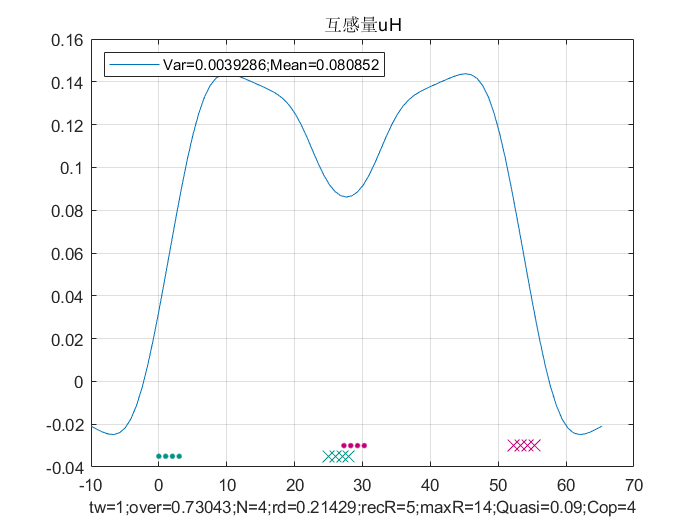 互感量uH
0.16
Var=0.0039286;Mean=0.080852
0.14
0.12
0.1
0.08
0.06
0.04
0.02
0
-0.02
-0.04
-10 0 10 20 30 40 50 60 70
tw=1;over=0.73043;N=4;rd=0.21429;recR=5;maxR=14;Quasi=0.09;Cop=4